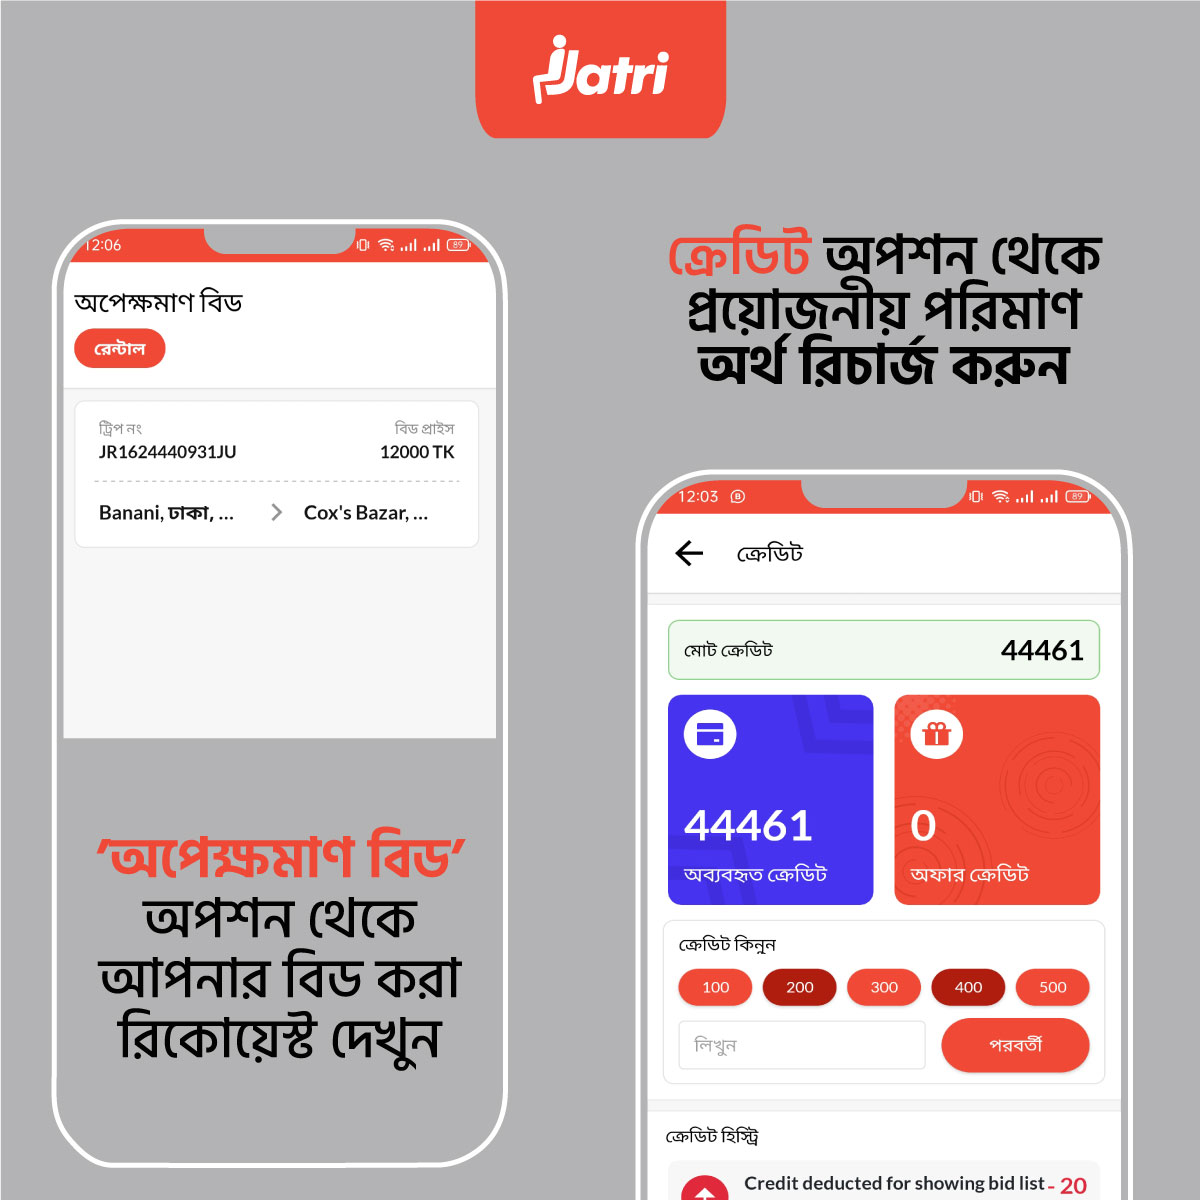 Jatri
12:06
89
অপেক্ষমাণ বিড
রেন্টাল
ট্রিপ নং
বিড প্রাইস
JR1624440931JU
12000 TK
Banani, ঢাকা, ...
Cox's Bazar, ...
'অপেক্ষমাণ বিড'
অপশন থেকে
আপনার বিড করা
রিকোয়েস্ট দেখুন
ক্রেডিট অপশন থেকে
প্রয়োজনীয় পরিমাণ
অর্থ রিচার্জ করুন
12:03
89
ক্রেডিট
মোট ক্রেডিট 44461
44461
অব্যবহৃত ক্রেডিট
0
অফার ক্রেডিট
ক্রেডিট কিনুন
100 200 300 400 500
লিখুন
পরবর্তী
ক্রেডিট হিস্ট্রি
Credit deducted for showing bid list - 20